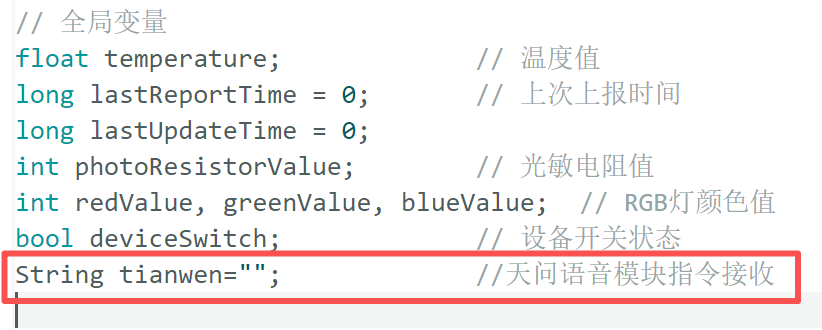 // 全局变量
float temperature;             // 温度值
long lastReportTime = 0;       // 上次上报时间
long lastUpdateTime = 0;
int photoResistorValue;        // 光敏电阻值
int redValue, greenValue, blueValue;  // RGB灯颜色值
bool deviceSwitch;             // 设备开关状态
String tianwen="";             //天问语音模块指令接收